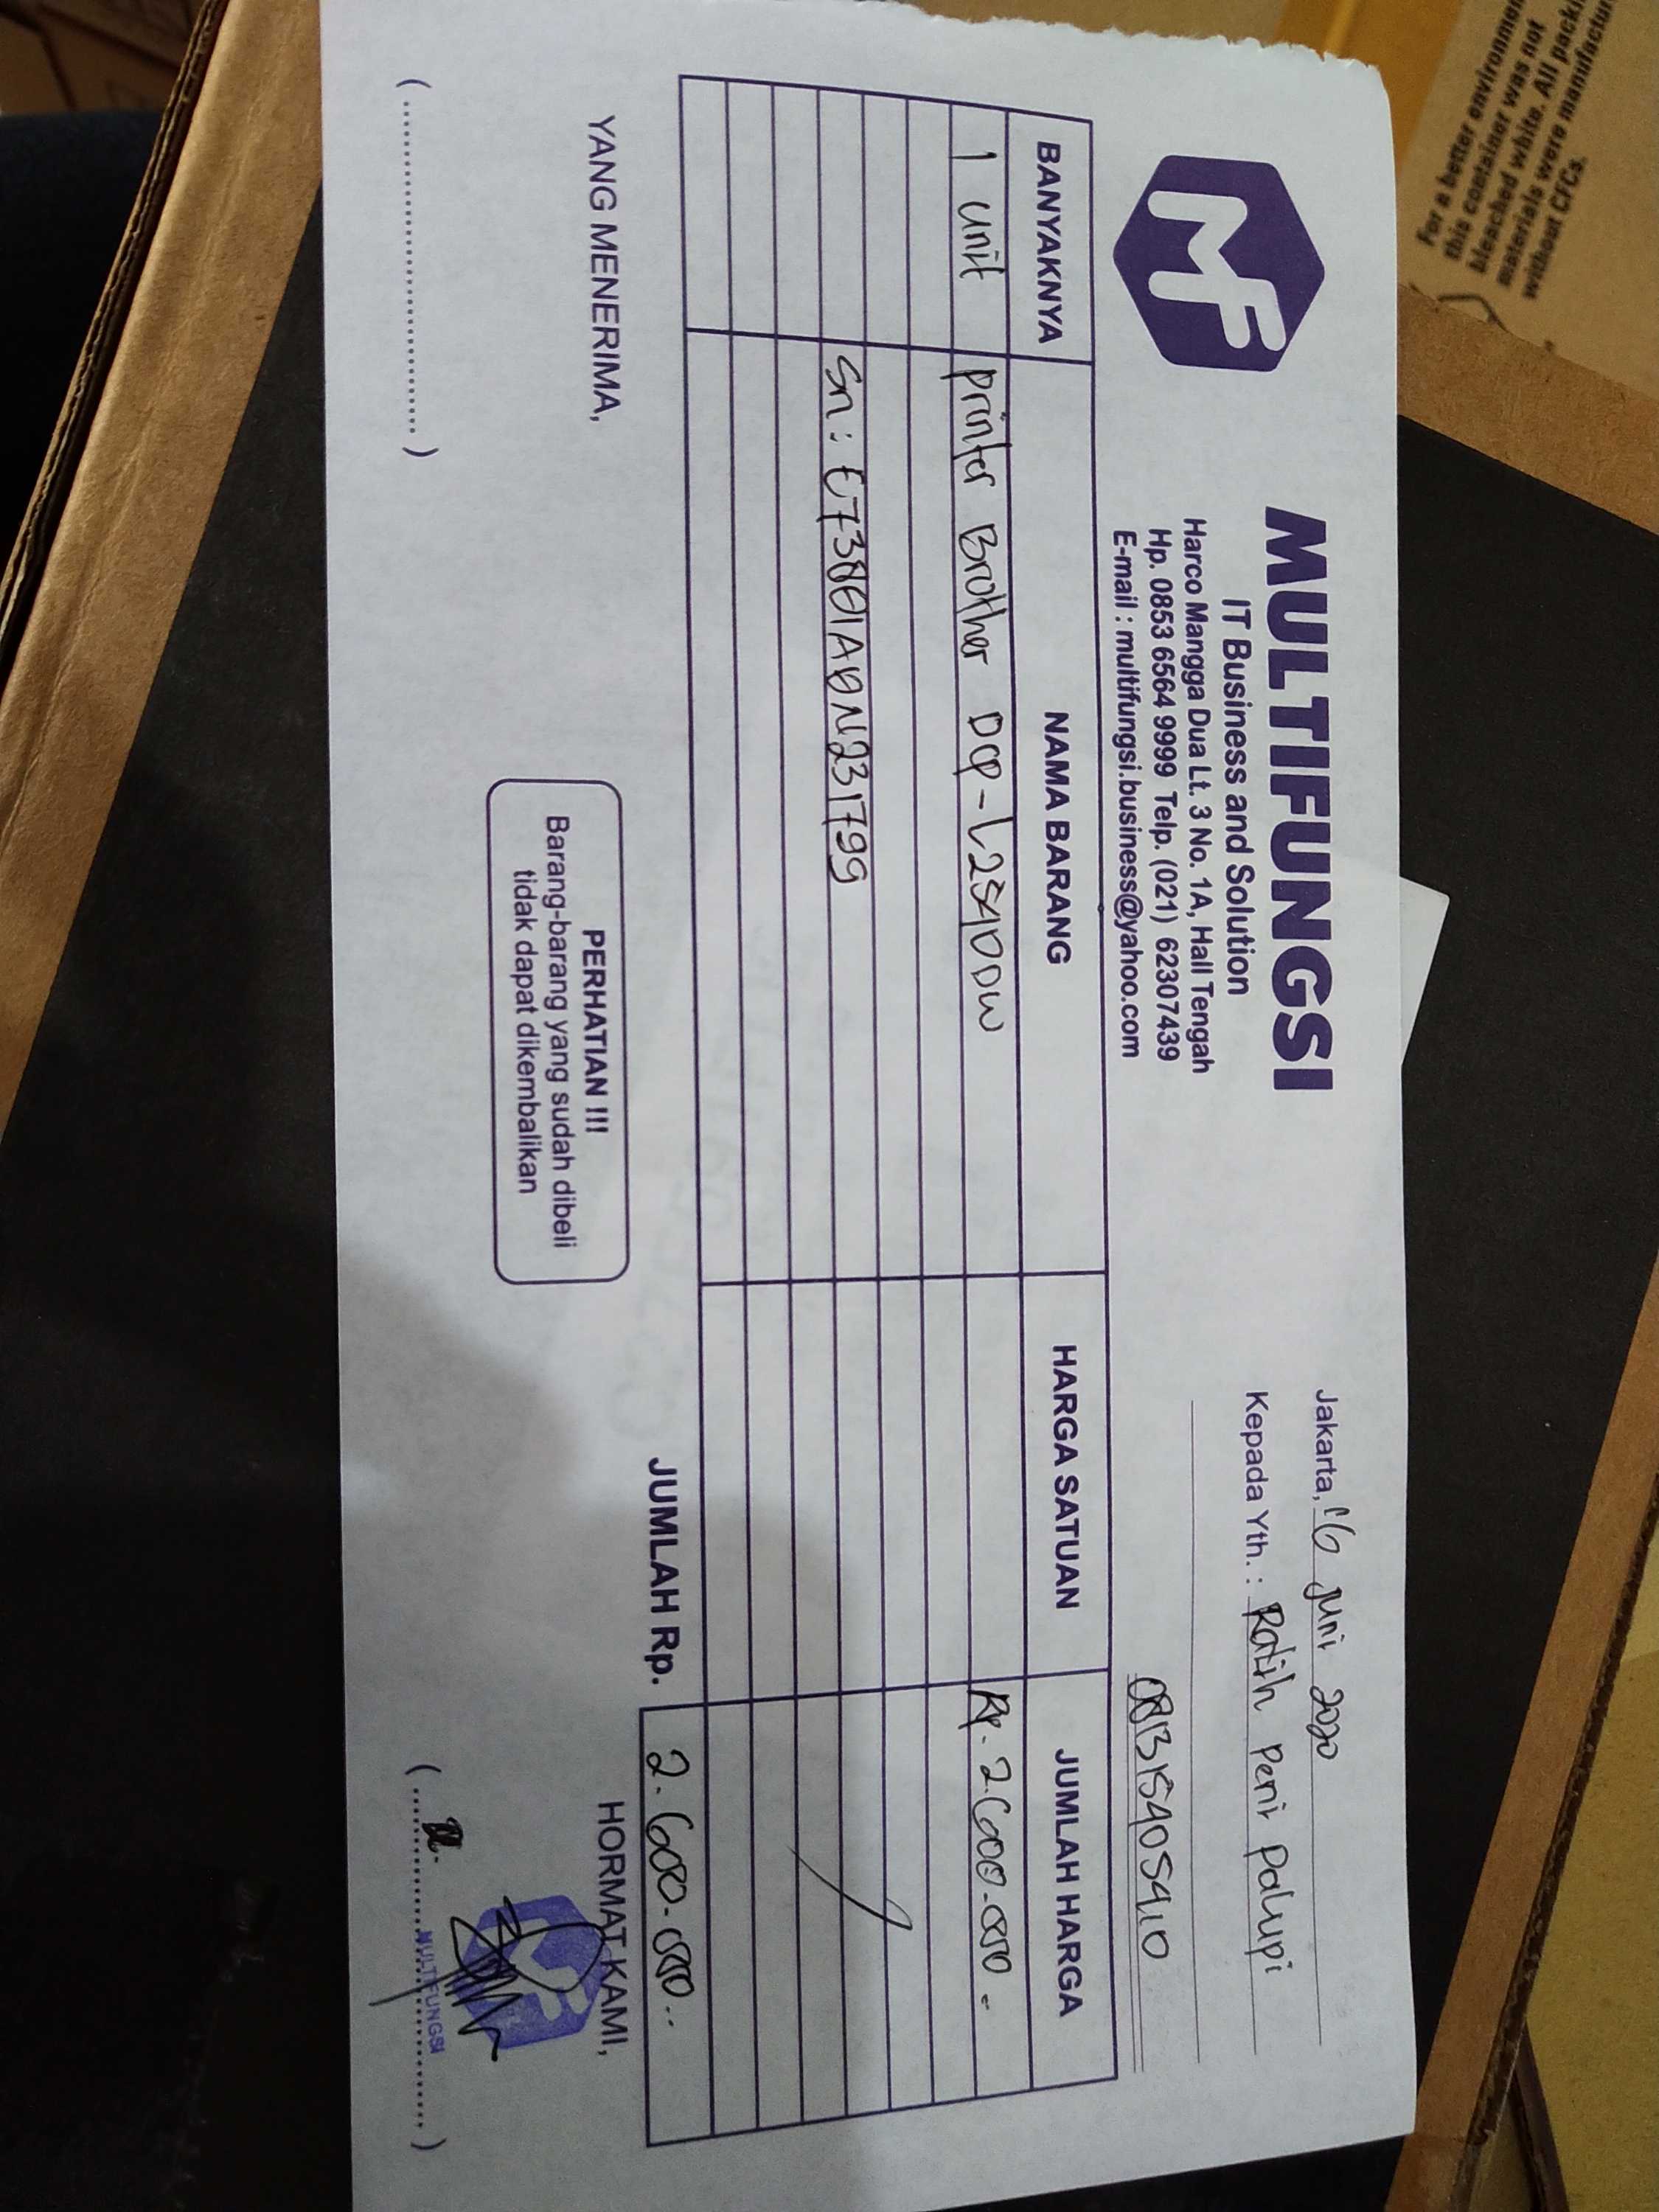 MF
MULTIFUNGSI
IT Business and Solution
Harco Mangga Dua Lt. 3 No. 1A, Hall Tengah
Hp. 0853 6564 9999 Telp. (021) 62307439
E-mail : multifungsi.business@yahoo.com
Jakarta, 16 Juni 2020
Kepada Yth. : Ratih Peni Palupi
081315405410
BANYAKNYA NAMA BARANG HARGA SATUAN JUMLAH HARGA
1 unit printer Brother DCP-L2540DW Rp. 2.600.000.-
Sn : E73801A0N231799
JUMLAH Rp. 2.600.000..
YANG MENERIMA,
PERHATIAN !!!
Barang-barang yang sudah dibeli
tidak dapat dikembalikan
HORMAT KAMI,
MULTIFUNGSI
(........................................) (........................................)
For a better environmen
this container was not
bleached white. All packi
materials were manufactur
without CFCs.